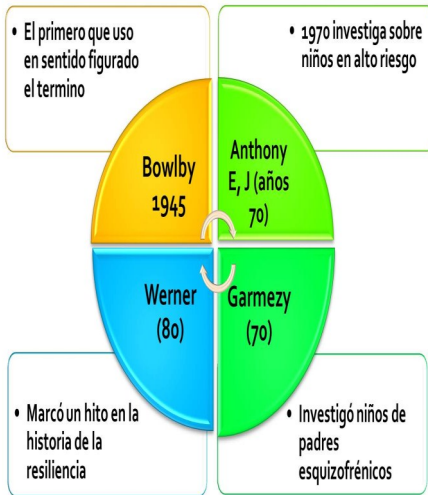 • El primero que uso
en sentido figurado
el termino
• 1970 investiga sobre
niños en alto riesgo
Bowlby
1945
Anthony
E, J (años
70)
Werner
(80)
Garmezy
(70)
• Marcó un hito en la
historia de la
resiliencia
• Investigó niños de
padres
esquizofrénicos